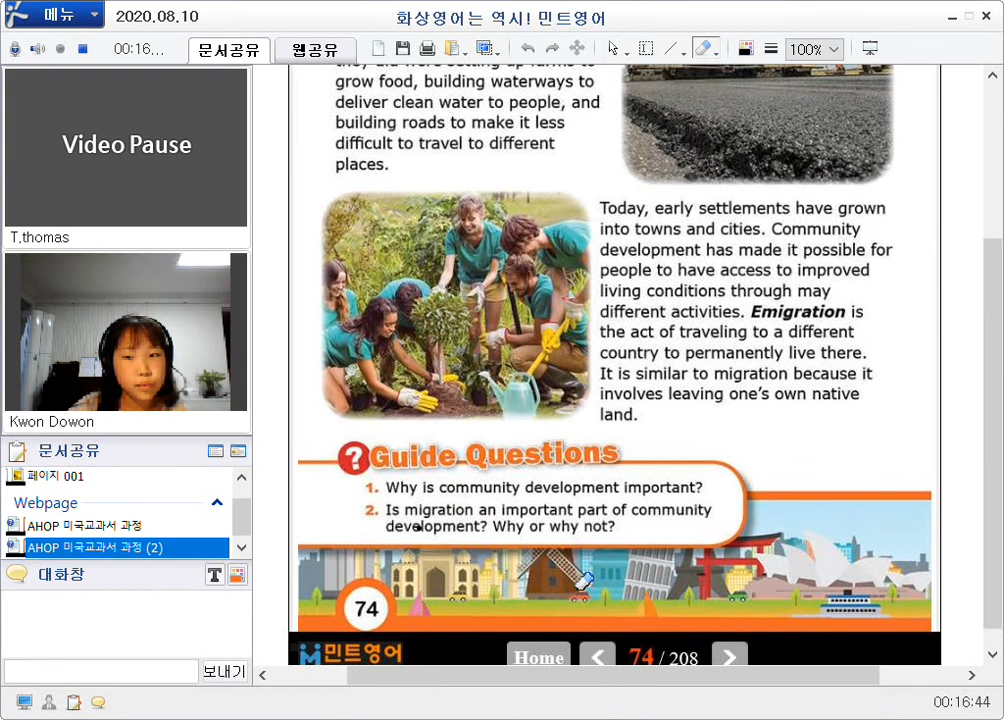 메뉴
2020.08.10
화상영어는 역시! 민트영어
00:16...
문서공유
웹공유
100%
Video Pause
T.thomas
Kwon Dowon
문서공유
페이지 001
Webpage
AHOP 미국교과서 과정
AHOP 미국교과서 과정 (2)
대화창
T
보내기
grow food, building waterways to
deliver clean water to people, and
building roads to make it less
difficult to travel to different
places.
Today, early settlements have grown
into towns and cities. Community
development has made it possible for
people to have access to improved
living conditions through may
different activities. Emigration is
the act of traveling to a different
country to permanently live there.
It is similar to migration because it
involves leaving one's own native
land.
? Guide Questions
1. Why is community development important?
2. Is migration an important part of community
development? Why or why not?
74
민트영어
Home
74 / 208
00:16:44